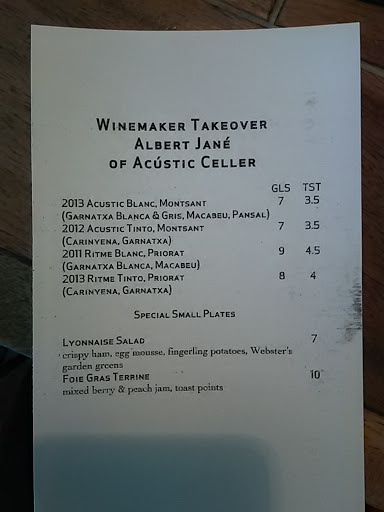 WINEMAKER TAKEOVER
ALBERT JANÉ
OF ACÚSTIC CELLER
GLS TST
2013 ACUSTIC BLANC, MONTSANT 7 3.5
(GARNATXA BLANCA & GRIS, MACABEU, PANSAL)
2012 ACUSTIC TINTO, MONTSANT 7 3.5
(CARINYENA, GARNATXA)
2011 RITME BLANC, PRIORAT 9 4.5
(GARNATXA BLANCA, MACABEU)
2013 RITME TINTO, PRIORAT 8 4
(CARINYENA, GARNATXA)
SPECIAL SMALL PLATES
LYONNAISE SALAD 7
crispy ham, egg mousse, fingerling potatoes, Webster's
garden greens
FOIE GRAS TERRINE 10
mixed berry & peach jam, toast points